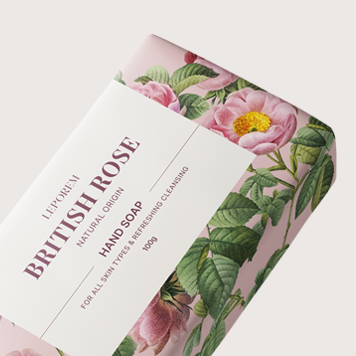 LEPOREM
BRITISH ROSE
NATURAL ORIGIN
HAND SOAP
FOR ALL SKIN TYPES & REFRESHING CLEANSING
100g